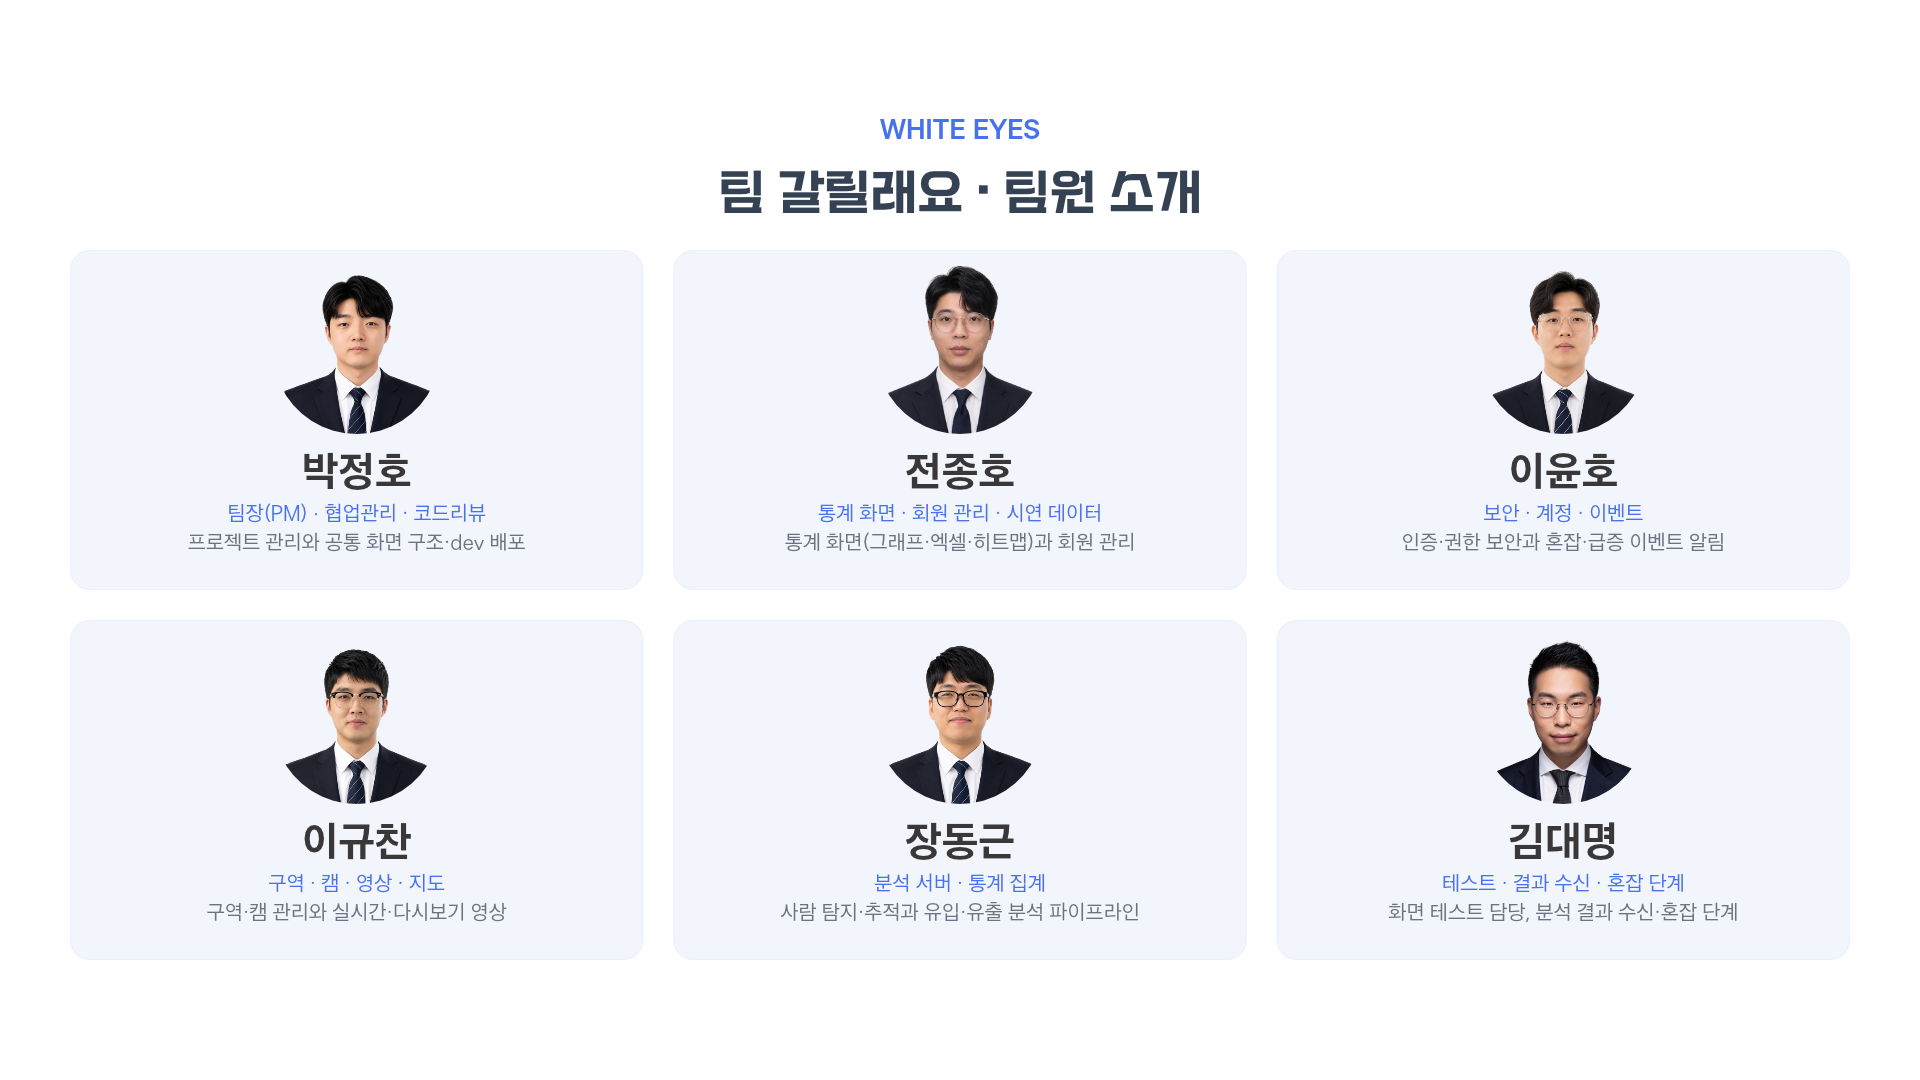 WHITE EYES
팀 갈릴래요 · 팀원 소개
박정호
팀장(PM) · 협업관리 · 코드리뷰
프로젝트 관리와 공통 화면 구조·dev 배포
전종호
통계 화면 · 회원 관리 · 시연 데이터
통계 화면(그래프·엑셀·히트맵)과 회원 관리
이윤호
보안 · 계정 · 이벤트
인증·권한 보안과 혼잡·급증 이벤트 알림
이규찬
구역 · 캠 · 영상 · 지도
구역·캠 관리와 실시간·다시보기 영상
장동근
분석 서버 · 통계 집계
사람 탐지·추적과 유입·유출 분석 파이프라인
김대명
테스트 · 결과 수신 · 혼잡 단계
화면 테스트 담당, 분석 결과 수신·혼잡 단계